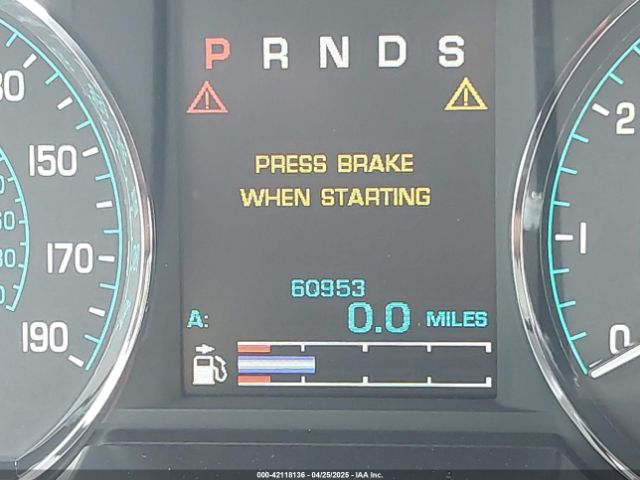 P R N D S
PRESS BRAKE
WHEN STARTING
60953
A: 0.0 MILES
150
170
190
2
1
0
000-42118136 - 04/25/2025 - IAA Inc.